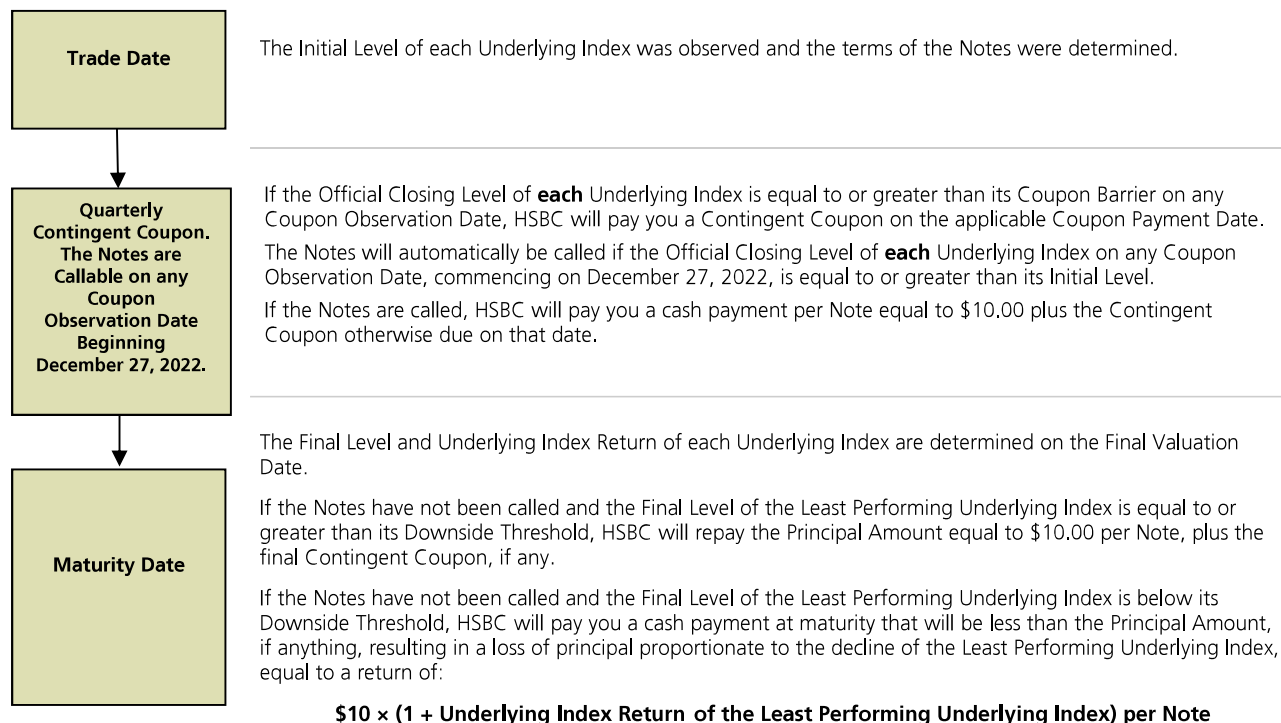 Trade Date
The Initial Level of each Underlying Index was observed and the terms of the Notes were determined.
Quarterly
Contingent Coupon.
The Notes are
Callable on any
Coupon
Observation Date
Beginning
December 27, 2022.
If the Official Closing Level of each Underlying Index is equal to or greater than its Coupon Barrier on any
Coupon Observation Date, HSBC will pay you a Contingent Coupon on the applicable Coupon Payment Date.
The Notes will automatically be called if the Official Closing Level of each Underlying Index on any Coupon
Observation Date, commencing on December 27, 2022, is equal to or greater than its Initial Level.
If the Notes are called, HSBC will pay you a cash payment per Note equal to $10.00 plus the Contingent
Coupon otherwise due on that date.
Maturity Date
The Final Level and Underlying Index Return of each Underlying Index are determined on the Final Valuation
Date.
If the Notes have not been called and the Final Level of the Least Performing Underlying Index is equal to or
greater than its Downside Threshold, HSBC will repay the Principal Amount equal to $10.00 per Note, plus the
final Contingent Coupon, if any.
If the Notes have not been called and the Final Level of the Least Performing Underlying Index is below its
Downside Threshold, HSBC will pay you a cash payment at maturity that will be less than the Principal Amount,
if anything, resulting in a loss of principal proportionate to the decline of the Least Performing Underlying Index,
equal to a return of:
$10 × (1 + Underlying Index Return of the Least Performing Underlying Index) per Note